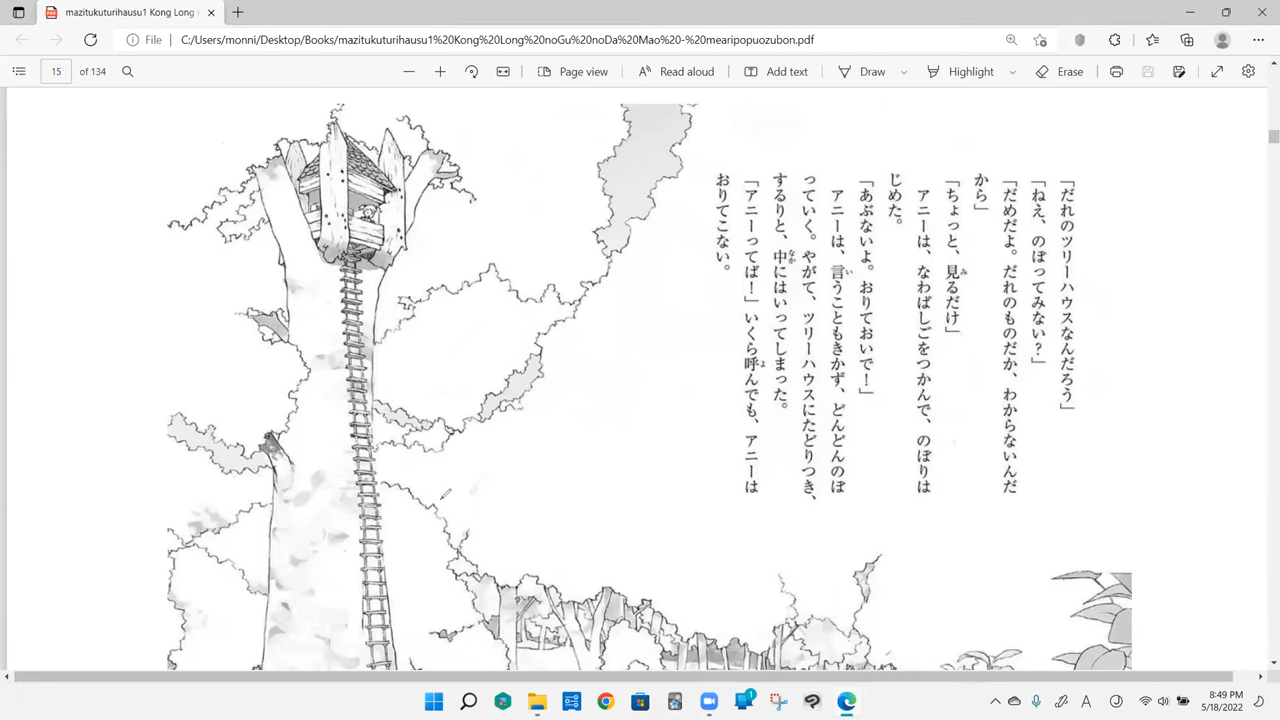 mazitukuturihausu1 Kong Long
File
C:/Users/monni/Desktop/Books/mazitukuturihausu1%20Kong%20Long%20noGu%20noDa%20Mao%20-%20mearipopuozubon.pdf
15 of 134
Page view
Read aloud
Add text
Draw
Highlight
Erase
「だれのツリーハウスなんだろう」
「ねえ、のぼってみない？」
「だめだよ。だれのものだか、わからないんだ
から」
「ちょっと、見るだけ」
アニーは、なわばしごをつかんで、のぼりは
じめた。
「あぶないよ。おりておいで！」
アニーは、言うこともきかず、どんどんのぼ
っていく。やがて、ツリーハウスにたどりつき、
するりと、中にはいってしまった。
「アニーってば！」いくら呼んでも、アニーは
おりてこない。
み
い
なか
よ
1
A
8:49 PM
5/18/2022